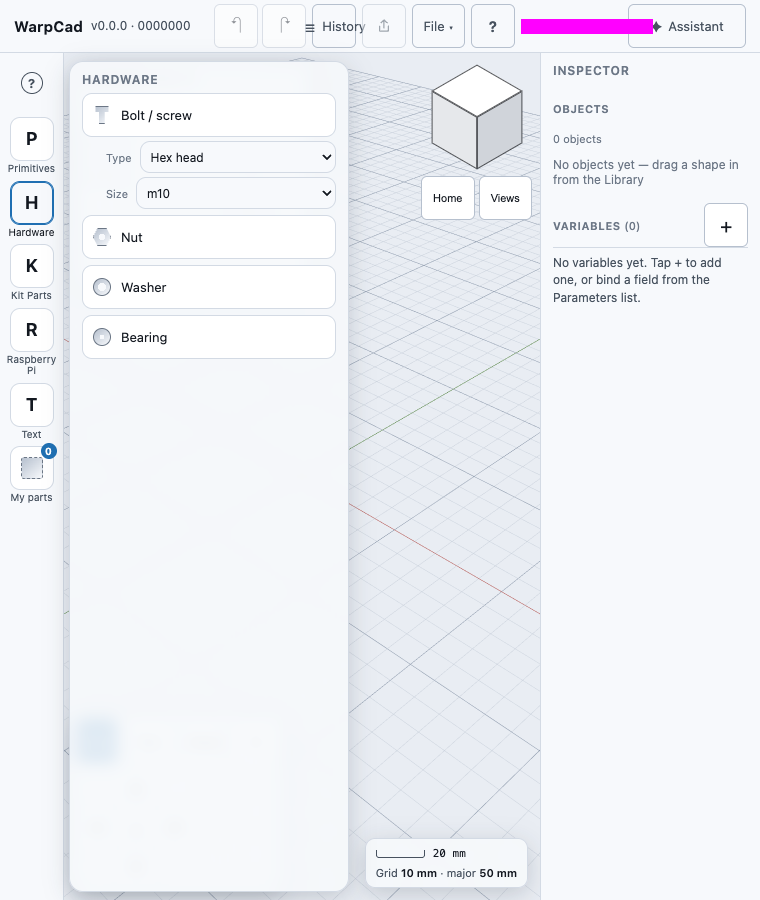 WarpCad v0.0.0 · 0000000
≡ History
File ▾
?
Assistant
?
P
Primitives
H
Hardware
K
Kit Parts
R
Raspberry
Pi
T
Text
0
My parts
HARDWARE
Bolt / screw
Type Hex head
Size m10
Nut
Washer
Bearing
Home Views
20 mm
Grid 10 mm · major 50 mm
INSPECTOR
OBJECTS
0 objects
No objects yet — drag a shape in
from the Library
VARIABLES (0) +
No variables yet. Tap + to add
one, or bind a field from the
Parameters list.